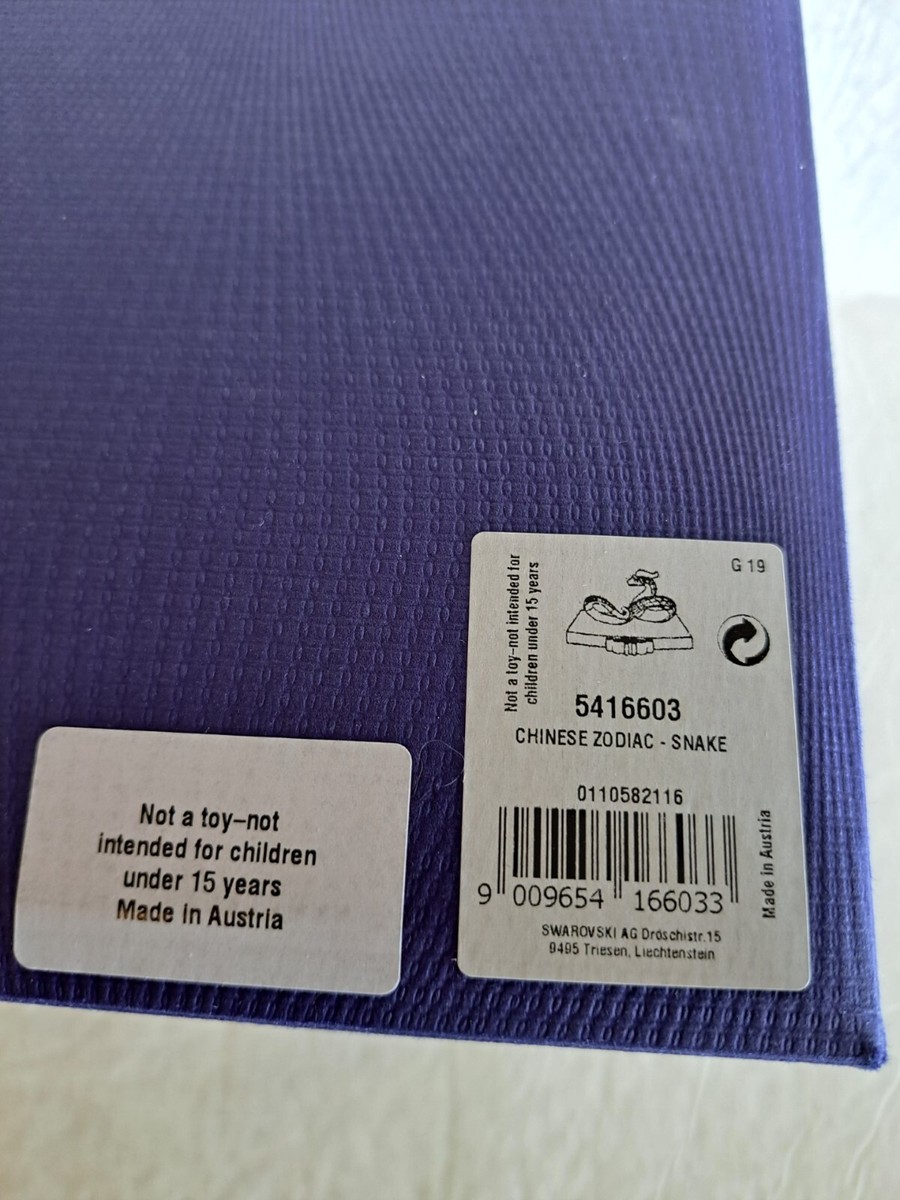 Not a toy–not
intended for children
under 15 years
Made in Austria
Not a toy–not intended for
children under 15 years
G 19
5416603
CHINESE ZODIAC - SNAKE
0110582116
9 009654 166033
Made in Austria
SWAROVSKI AG Dröschistr.15
9495 Triesen, Liechtenstein